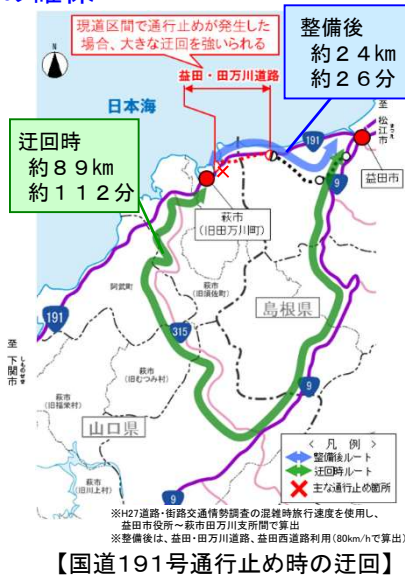 現道区間で通行止めが発生した
場合、大きな迂回を強いられる
益田・田万川道路
整備後
約２４km
約２６分
日本海
至
松江市
まつえ
191
益田市
9
迂回時
約８９km
約１１２分
萩市
(旧田万川町)
阿武町
萩市
(旧須佐町)
島根県
191
315
至
下関市
しものせき
萩市
(旧むつみ村)
萩市
(旧福栄村)
山口県
9
萩市
(旧川上村)
9
＜ 凡 例 ＞
整備後ルート
迂回時ルート
主な通行止め箇所
※H27道路・街路交通情勢調査の混雑時旅行速度を使用し、
益田市役所～萩市田万川支所間で算出
※整備後は、益田・田万川道路、益田西道路利用(80km/hで算出)
【国道191号通行止め時の迂回】